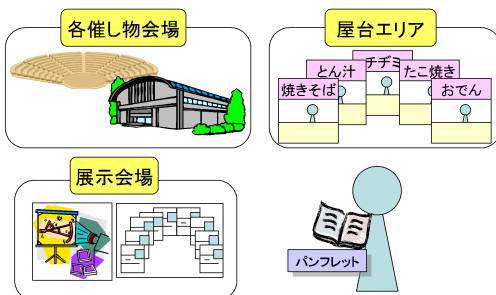 各催し物会場
屋台エリア
チヂミ
とん汁
たこ焼き
焼きそば
おでん
展示会場
パンフレット